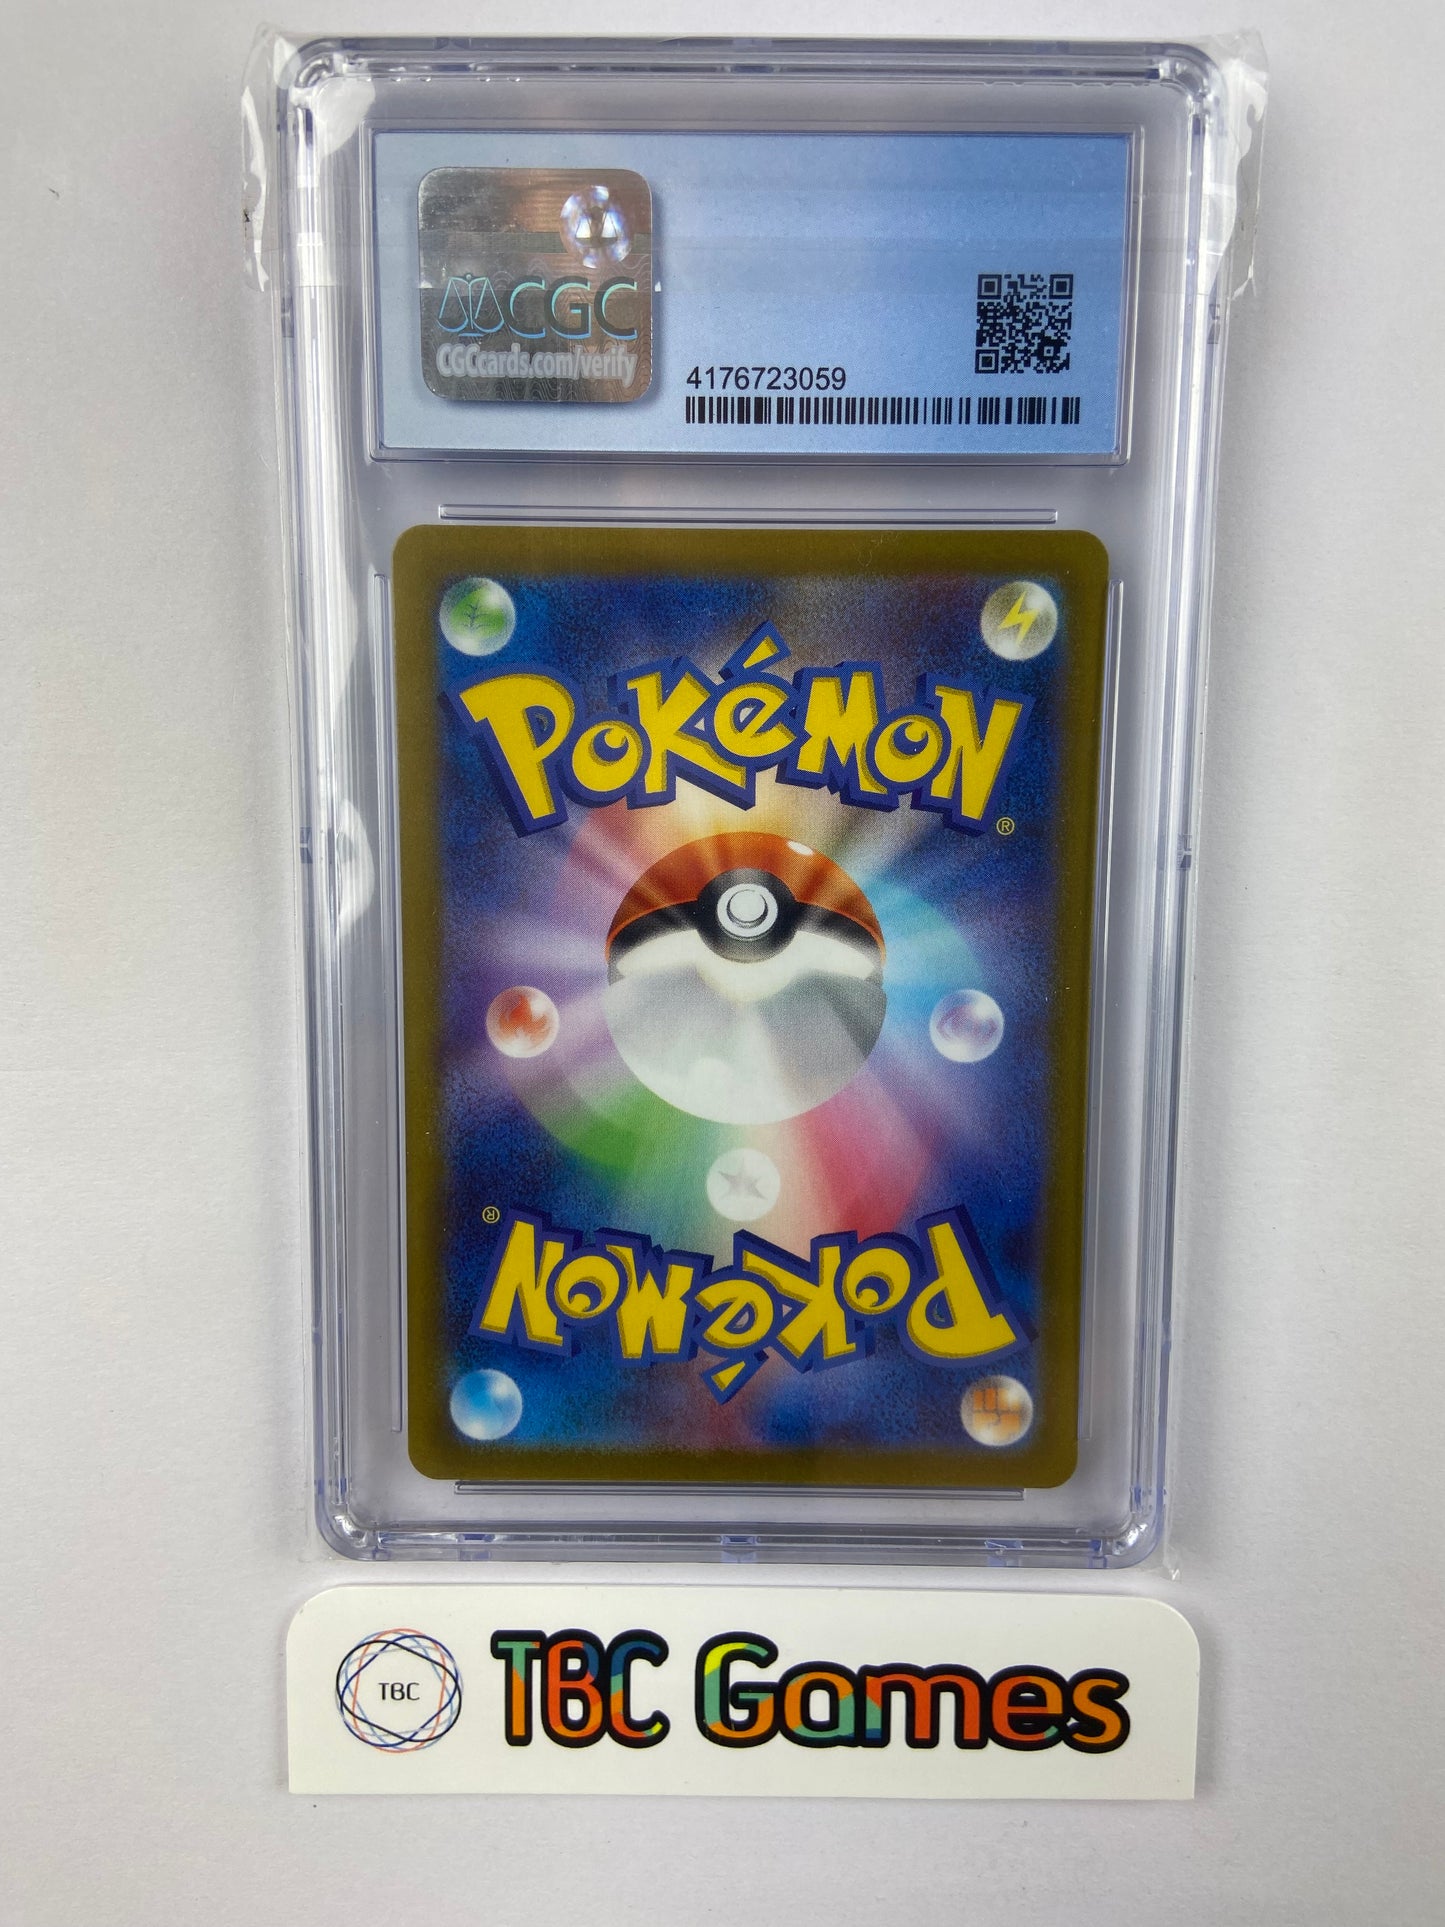 CGC
CGCcards.com/verify
4176723059
POKéMON®
POKéMON®
TBC
TBC Games